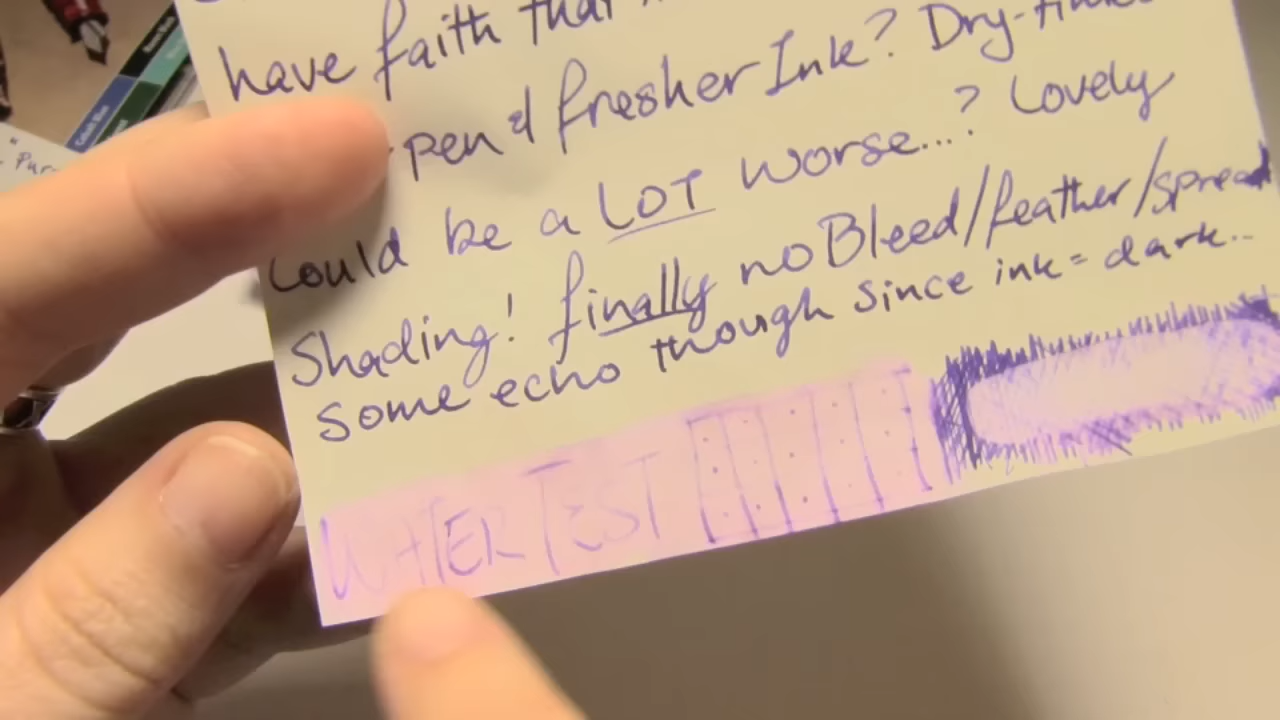 have faith that
pen & fresher Ink? Dry-times
Could be a LOT worse...? Lovely
Shading! finally no Bleed/feather/spread
some echo though since ink = dark...
WATER TEST